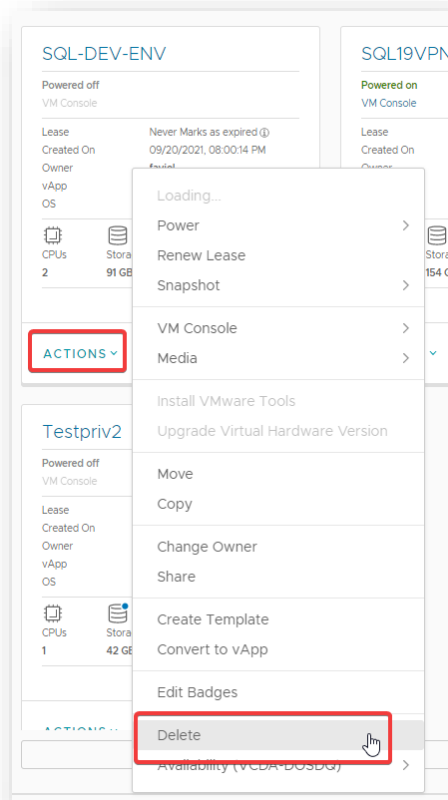 SQL-DEV-ENV
Powered off
VM Console
Lease Never Marks as expired
Created On 09/20/2021, 08:00:14 PM
Owner
vApp
OS
CPUs
2
91 GB
ACTIONS
SQL19VPN
Powered on
VM Console
Lease
Created On
154
Testpriv2
Powered off
VM Console
Lease
Created On
Owner
vApp
OS
CPUs
1
42 GB
ACTIONS
Loading...
Power
Renew Lease
Snapshot
VM Console
Media
Install VMware Tools
Upgrade Virtual Hardware Version
Move
Copy
Change Owner
Share
Create Template
Convert to vApp
Edit Badges
Delete
Availability (VCDA-DOSDQ)